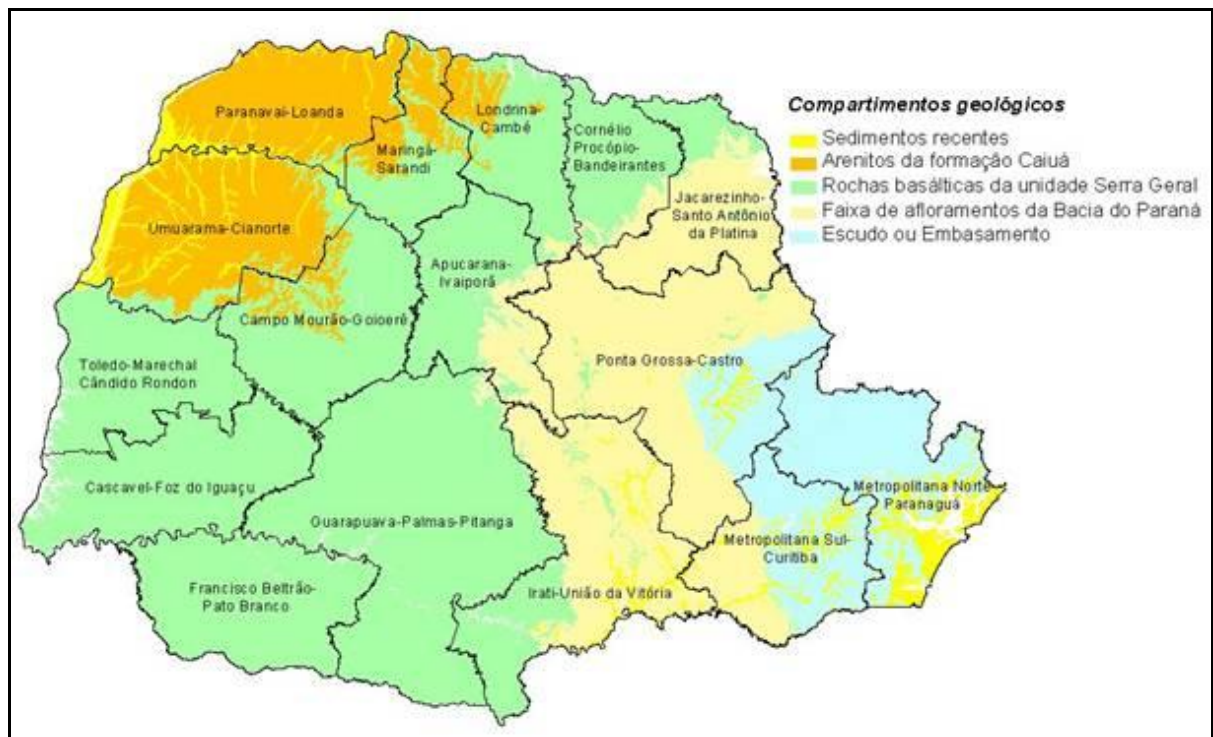 Compartimentos geológicos
Sedimentos recentes
Arenitos da formação Caiuá
Rochas basálticas da unidade Serra Geral
Faixa de afloramentos da Bacia do Paraná
Escudo ou Embasamento
Paranavaí-Loanda
Londrina-
Cambé
Maringá-
Sarandi
Cornélio
Procópio-
Bandeirantes
Jacarezinho-
Santo Antônio
da Platina
Umuarama-Cianorte
Apucarana-
Ivaiporã
Campo Mourão-Goioerê
Toledo-Marechal
Cândido Rondon
Ponta Grossa-Castro
Cascavel-Foz do Iguaçu
Guarapuava-Palmas-Pitanga
Metropolitana Norte-
Paranaguá
Metropolitana Sul-
Curitiba
Francisco Beltrão-
Pato Branco
Irati-União da Vitória